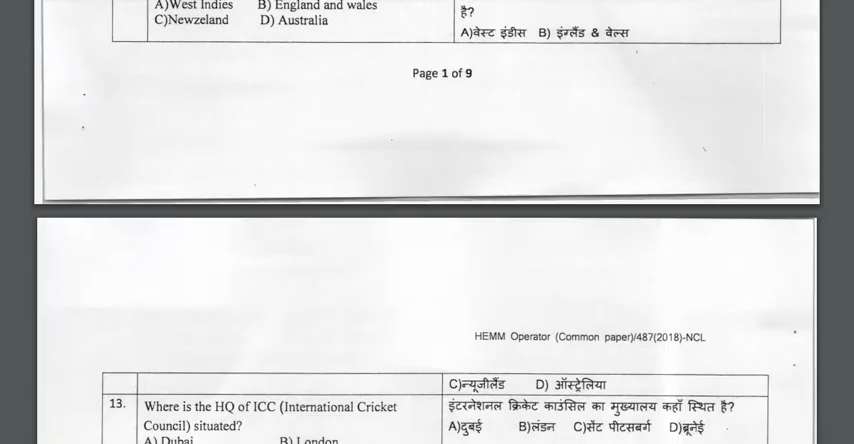 A)West Indies B) England and wales
C)Newzeland D) Australia
है?
A)वेस्ट इंडीस B) इंग्लैंड & वेल्स
Page 1 of 9
HEMM Operator (Common paper)/487(2018)-NCL
C)न्यूजीलैंड D) ऑस्ट्रेलिया
13. Where is the HQ of ICC (International Cricket
Council) situated?
A) Dubai B) London
इंटरनेशनल क्रिकेट काउंसिल का मुख्यालय कहाँ स्थित है?
A)दुबई B)लंडन C)सेंट पीटसबर्ग D)ब्रूनेई